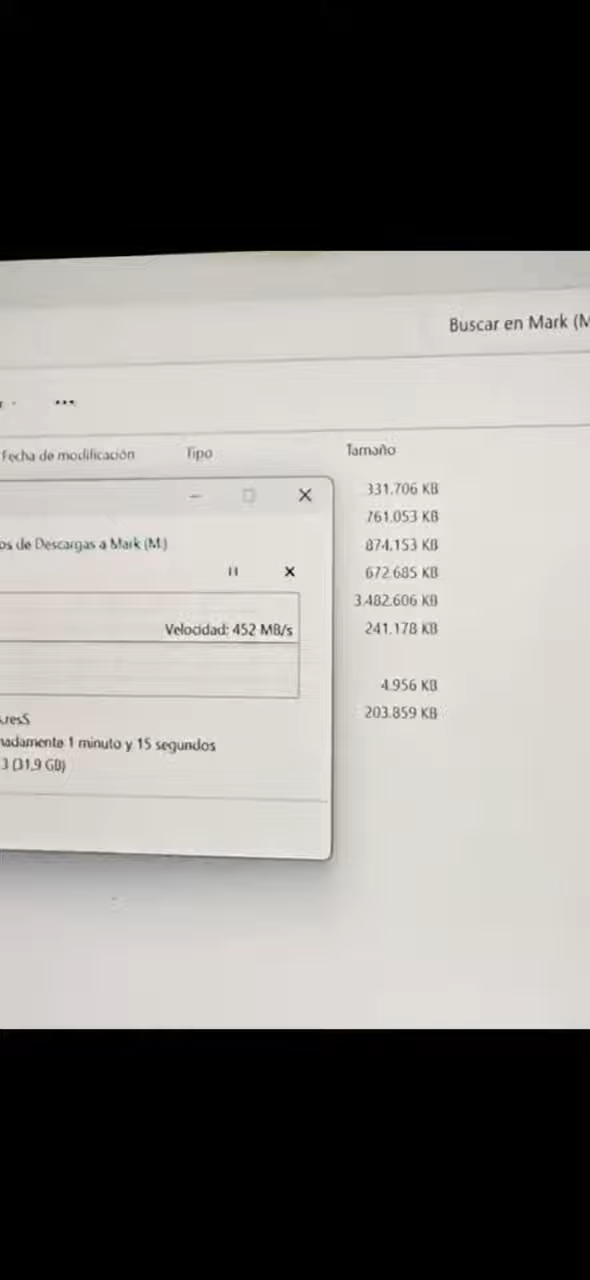 Buscar en Mark (M
Fecha de modificación Tipo Tamaño
331.706 KB
761.053 KB
os de Descargas a Mark (M:)
874.153 KB
672.685 KB
3.482.606 KB
Velocidad: 452 MB/s
241.178 KB
4.956 KB
.resS
203.859 KB
madamente 1 minuto y 15 segundos
3 (31,9 GB)